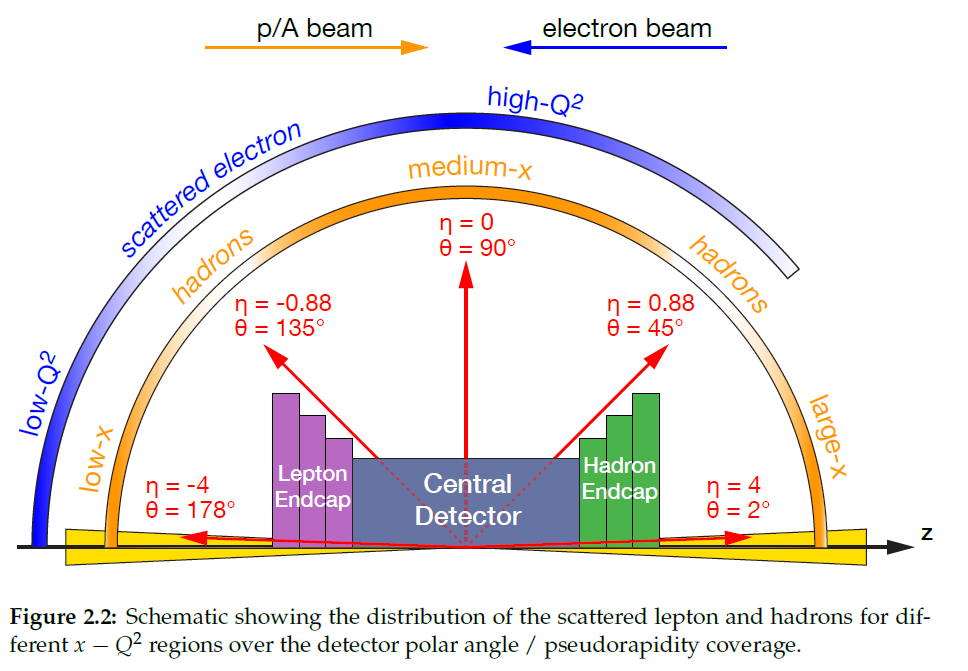 p/A beam
electron beam
high-Q²
scattered electron
medium-x
η = 0
θ = 90°
hadrons
hadrons
η = -0.88
θ = 135°
η = 0.88
θ = 45°
low-Q²
low-x
large-x
Lepton
Endcap
Central
Detector
Hadron
Endcap
η = -4
θ = 178°
η = 4
θ = 2°
z
Figure 2.2: Schematic showing the distribution of the scattered lepton and hadrons for dif-
ferent x − Q² regions over the detector polar angle / pseudorapidity coverage.